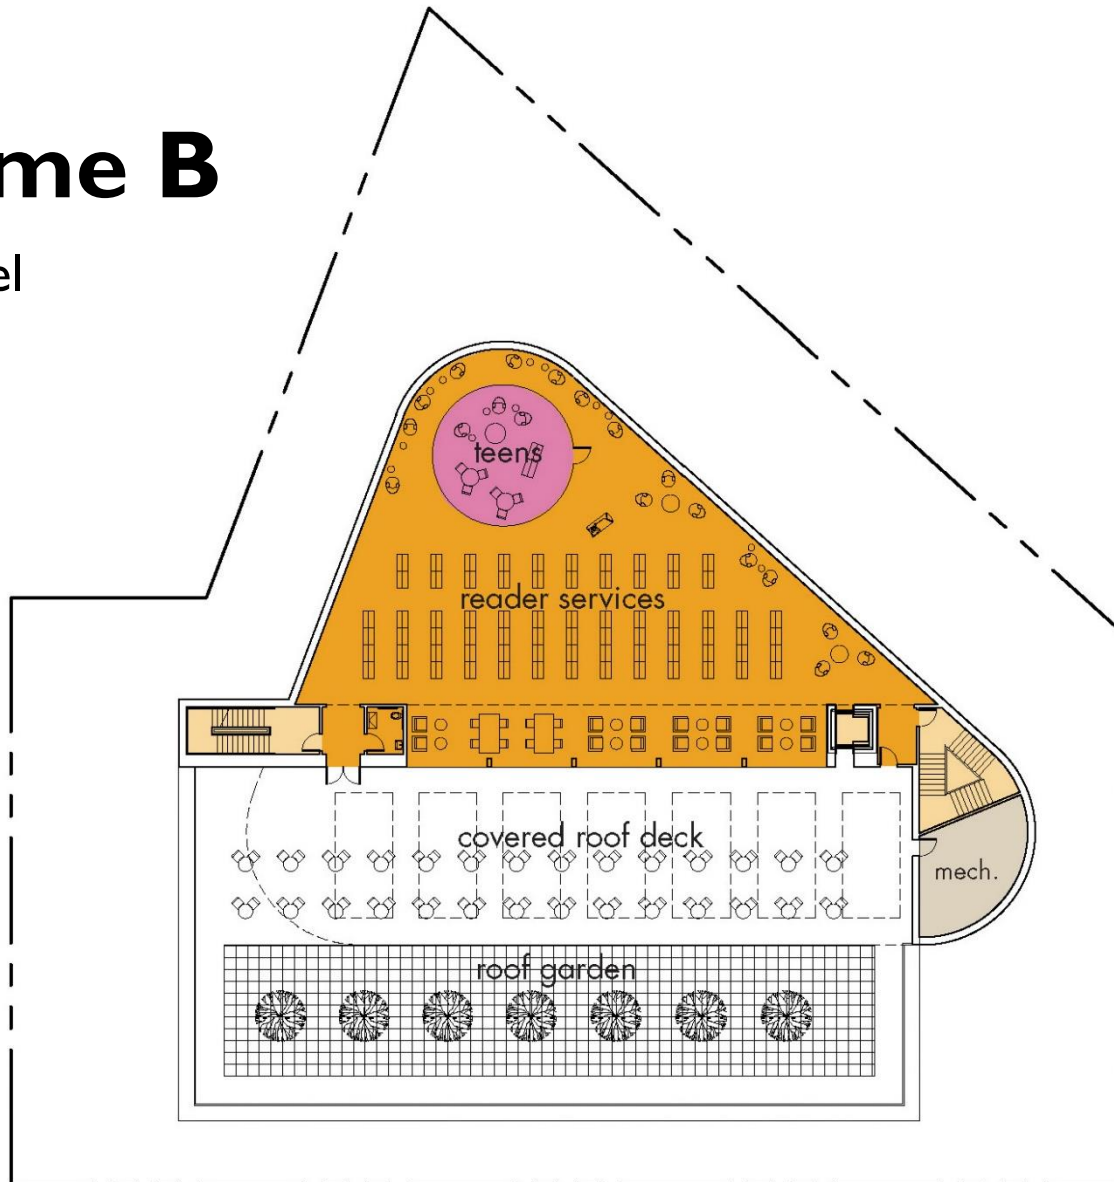 me B
el
teens
reader services
covered roof deck
mech.
roof garden